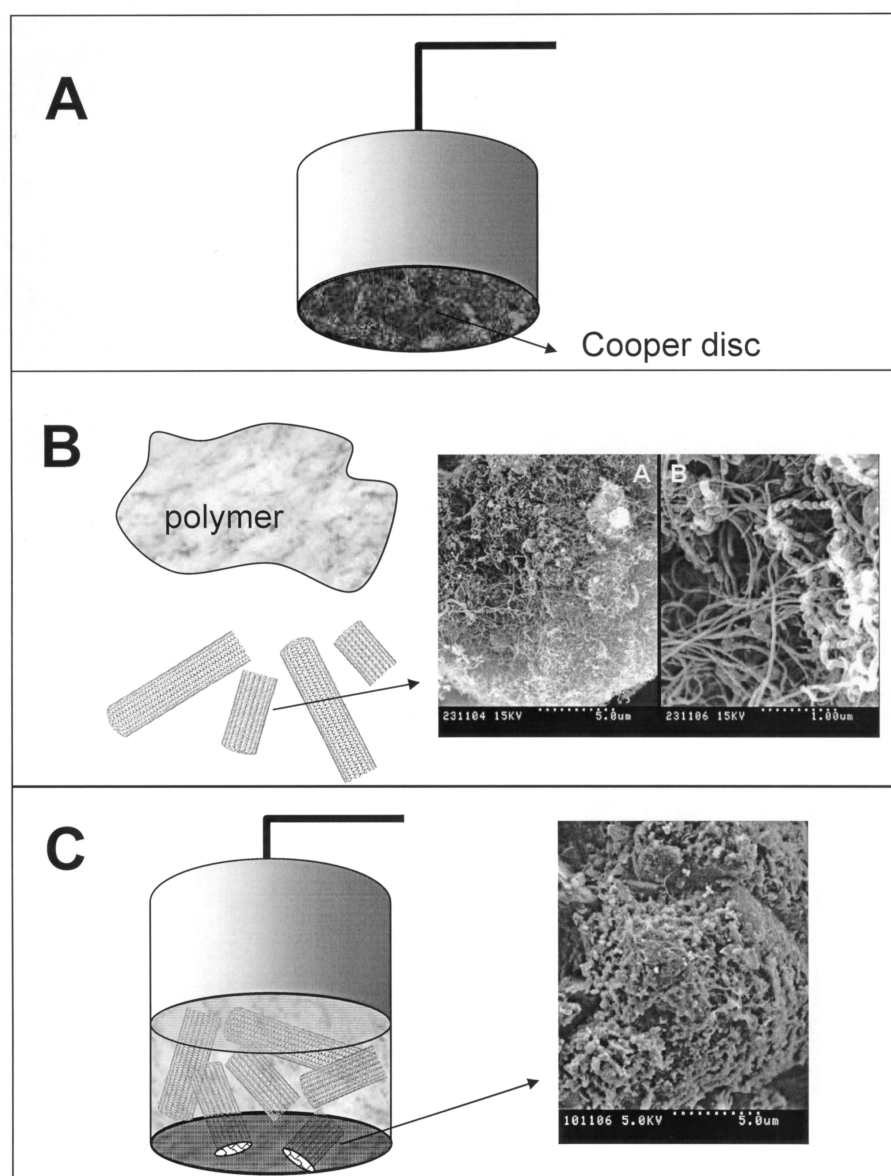 A
Cooper disc
B
polymer
A
B
231104 15KV 5.0um
231106 15KV 1.00um
C
101106 5.0KV 5.0um